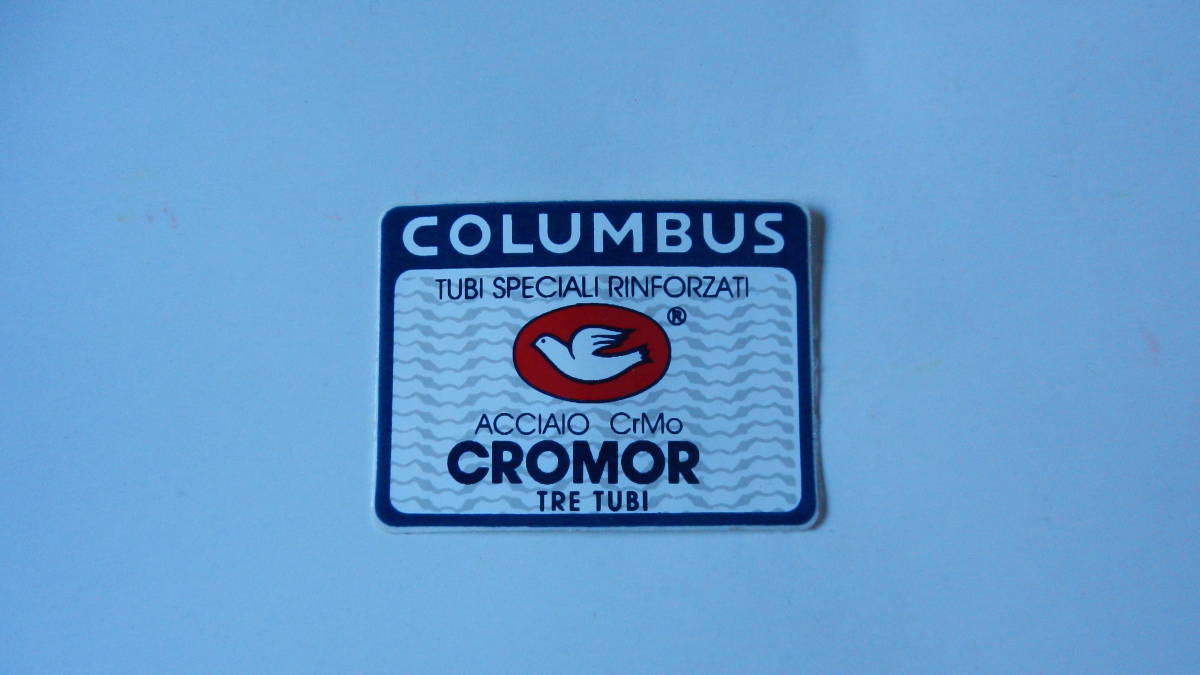 COLUMBUS
TUBI SPECIALI RINFORZATI
®
ACCIAIO CrMo
CROMOR
TRE TUBI